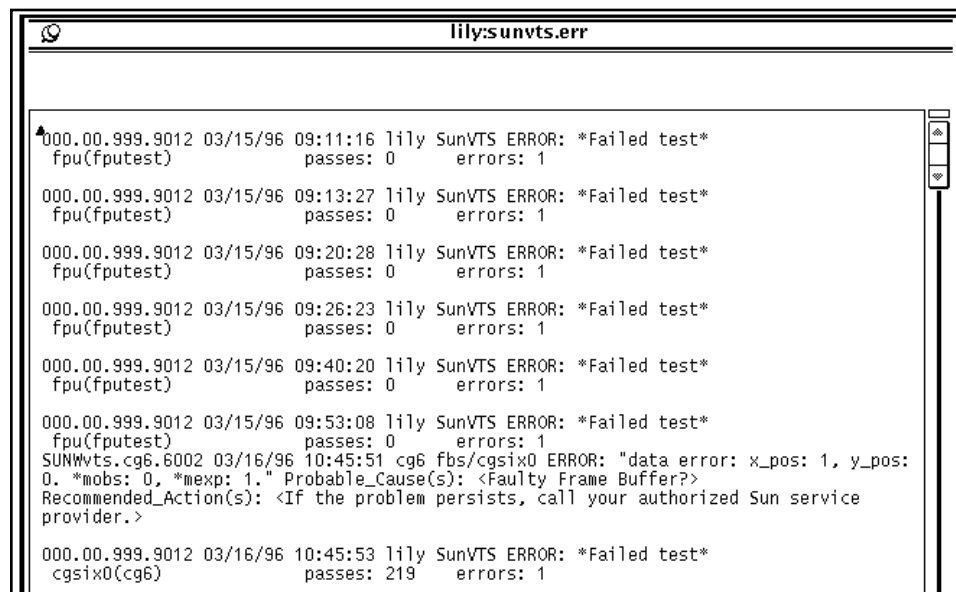 lily:sunvts.err
000.00.999.9012 03/15/96 09:11:16 lily SunVTS ERROR: *Failed test*
fpu(fputest) passes: 0 errors: 1
000.00.999.9012 03/15/96 09:13:27 lily SunVTS ERROR: *Failed test*
fpu(fputest) passes: 0 errors: 1
000.00.999.9012 03/15/96 09:20:28 lily SunVTS ERROR: *Failed test*
fpu(fputest) passes: 0 errors: 1
000.00.999.9012 03/15/96 09:26:23 lily SunVTS ERROR: *Failed test*
fpu(fputest) passes: 0 errors: 1
000.00.999.9012 03/15/96 09:40:20 lily SunVTS ERROR: *Failed test*
fpu(fputest) passes: 0 errors: 1
000.00.999.9012 03/15/96 09:53:08 lily SunVTS ERROR: *Failed test*
fpu(fputest) passes: 0 errors: 1
SUNWvts.cg6.6002 03/16/96 10:45:51 cg6 fbs/cgsix0 ERROR: "data error: x_pos: 1, y_pos:
0. *mobs: 0, *mexp: 1." Probable_Cause(s): <Faulty Frame Buffer?>
Recommended_Action(s): <If the problem persists, call your authorized Sun service
provider.>
000.00.999.9012 03/16/96 10:45:53 lily SunVTS ERROR: *Failed test*
cgsix0(cg6) passes: 219 errors: 1